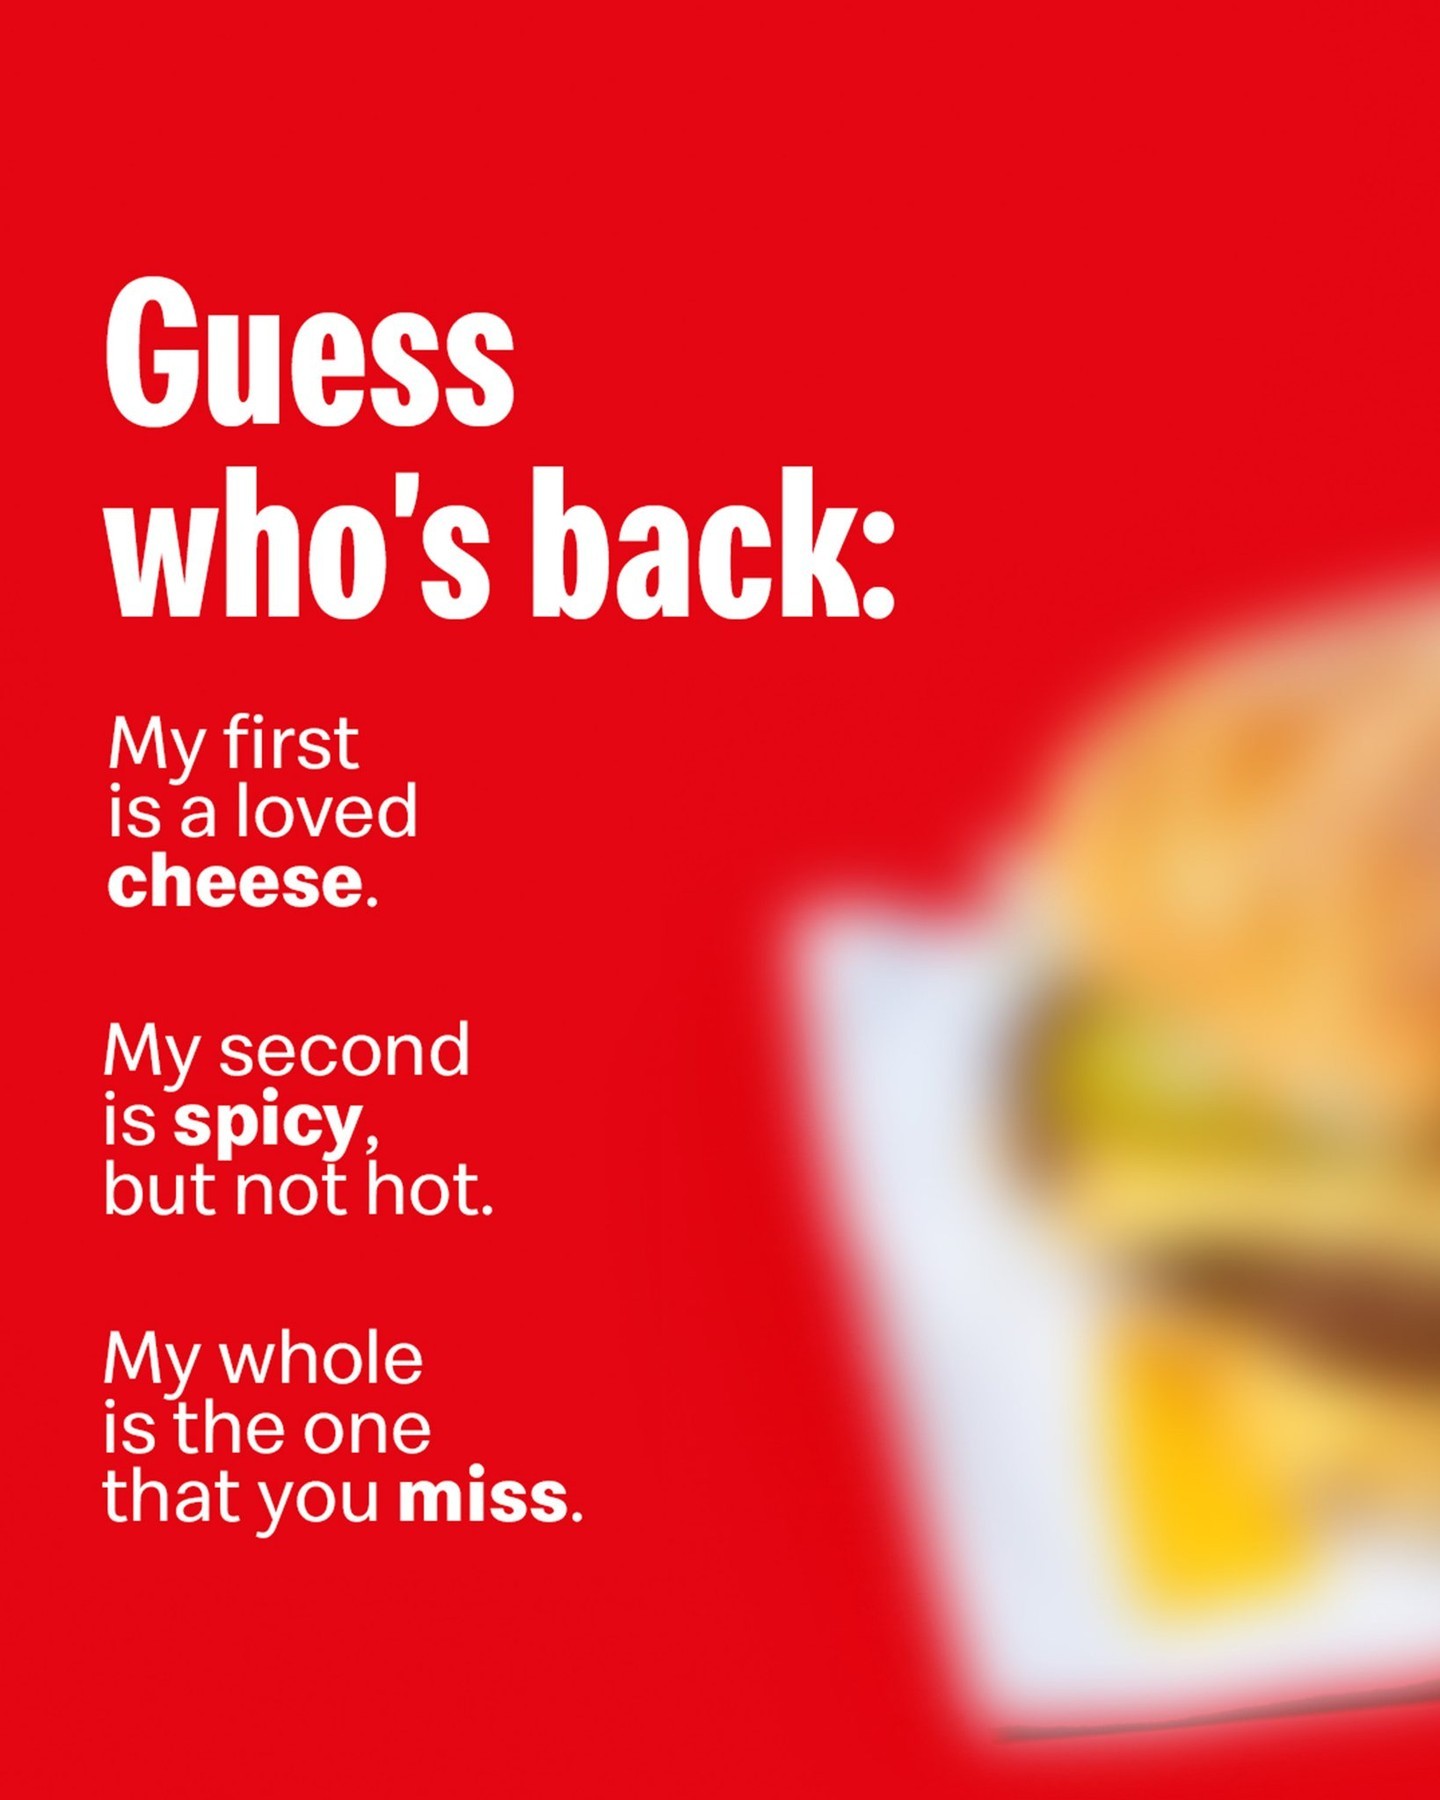 Guess
who's back:
My first
is a loved
cheese.
My second
is spicy,
but not hot.
My whole
is the one
that you miss.